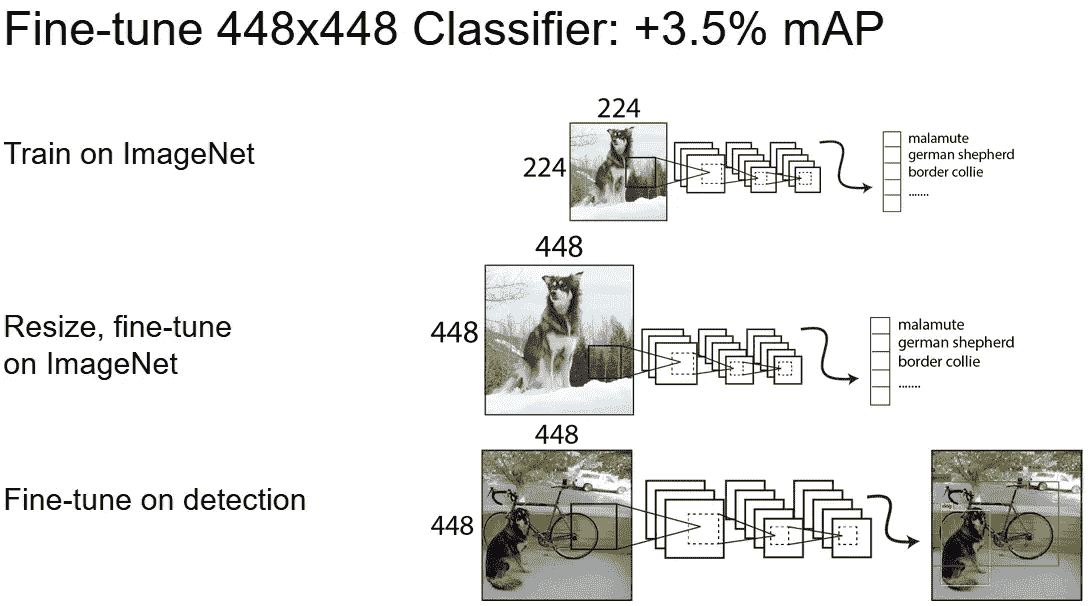 Fine-tune 448x448 Classifier: +3.5% mAP
Train on ImageNet
224
224
malamute
german shepherd
border collie
.......
Resize, fine-tune
on ImageNet
448
448
malamute
german shepherd
border collie
.......
Fine-tune on detection
448
448
dog